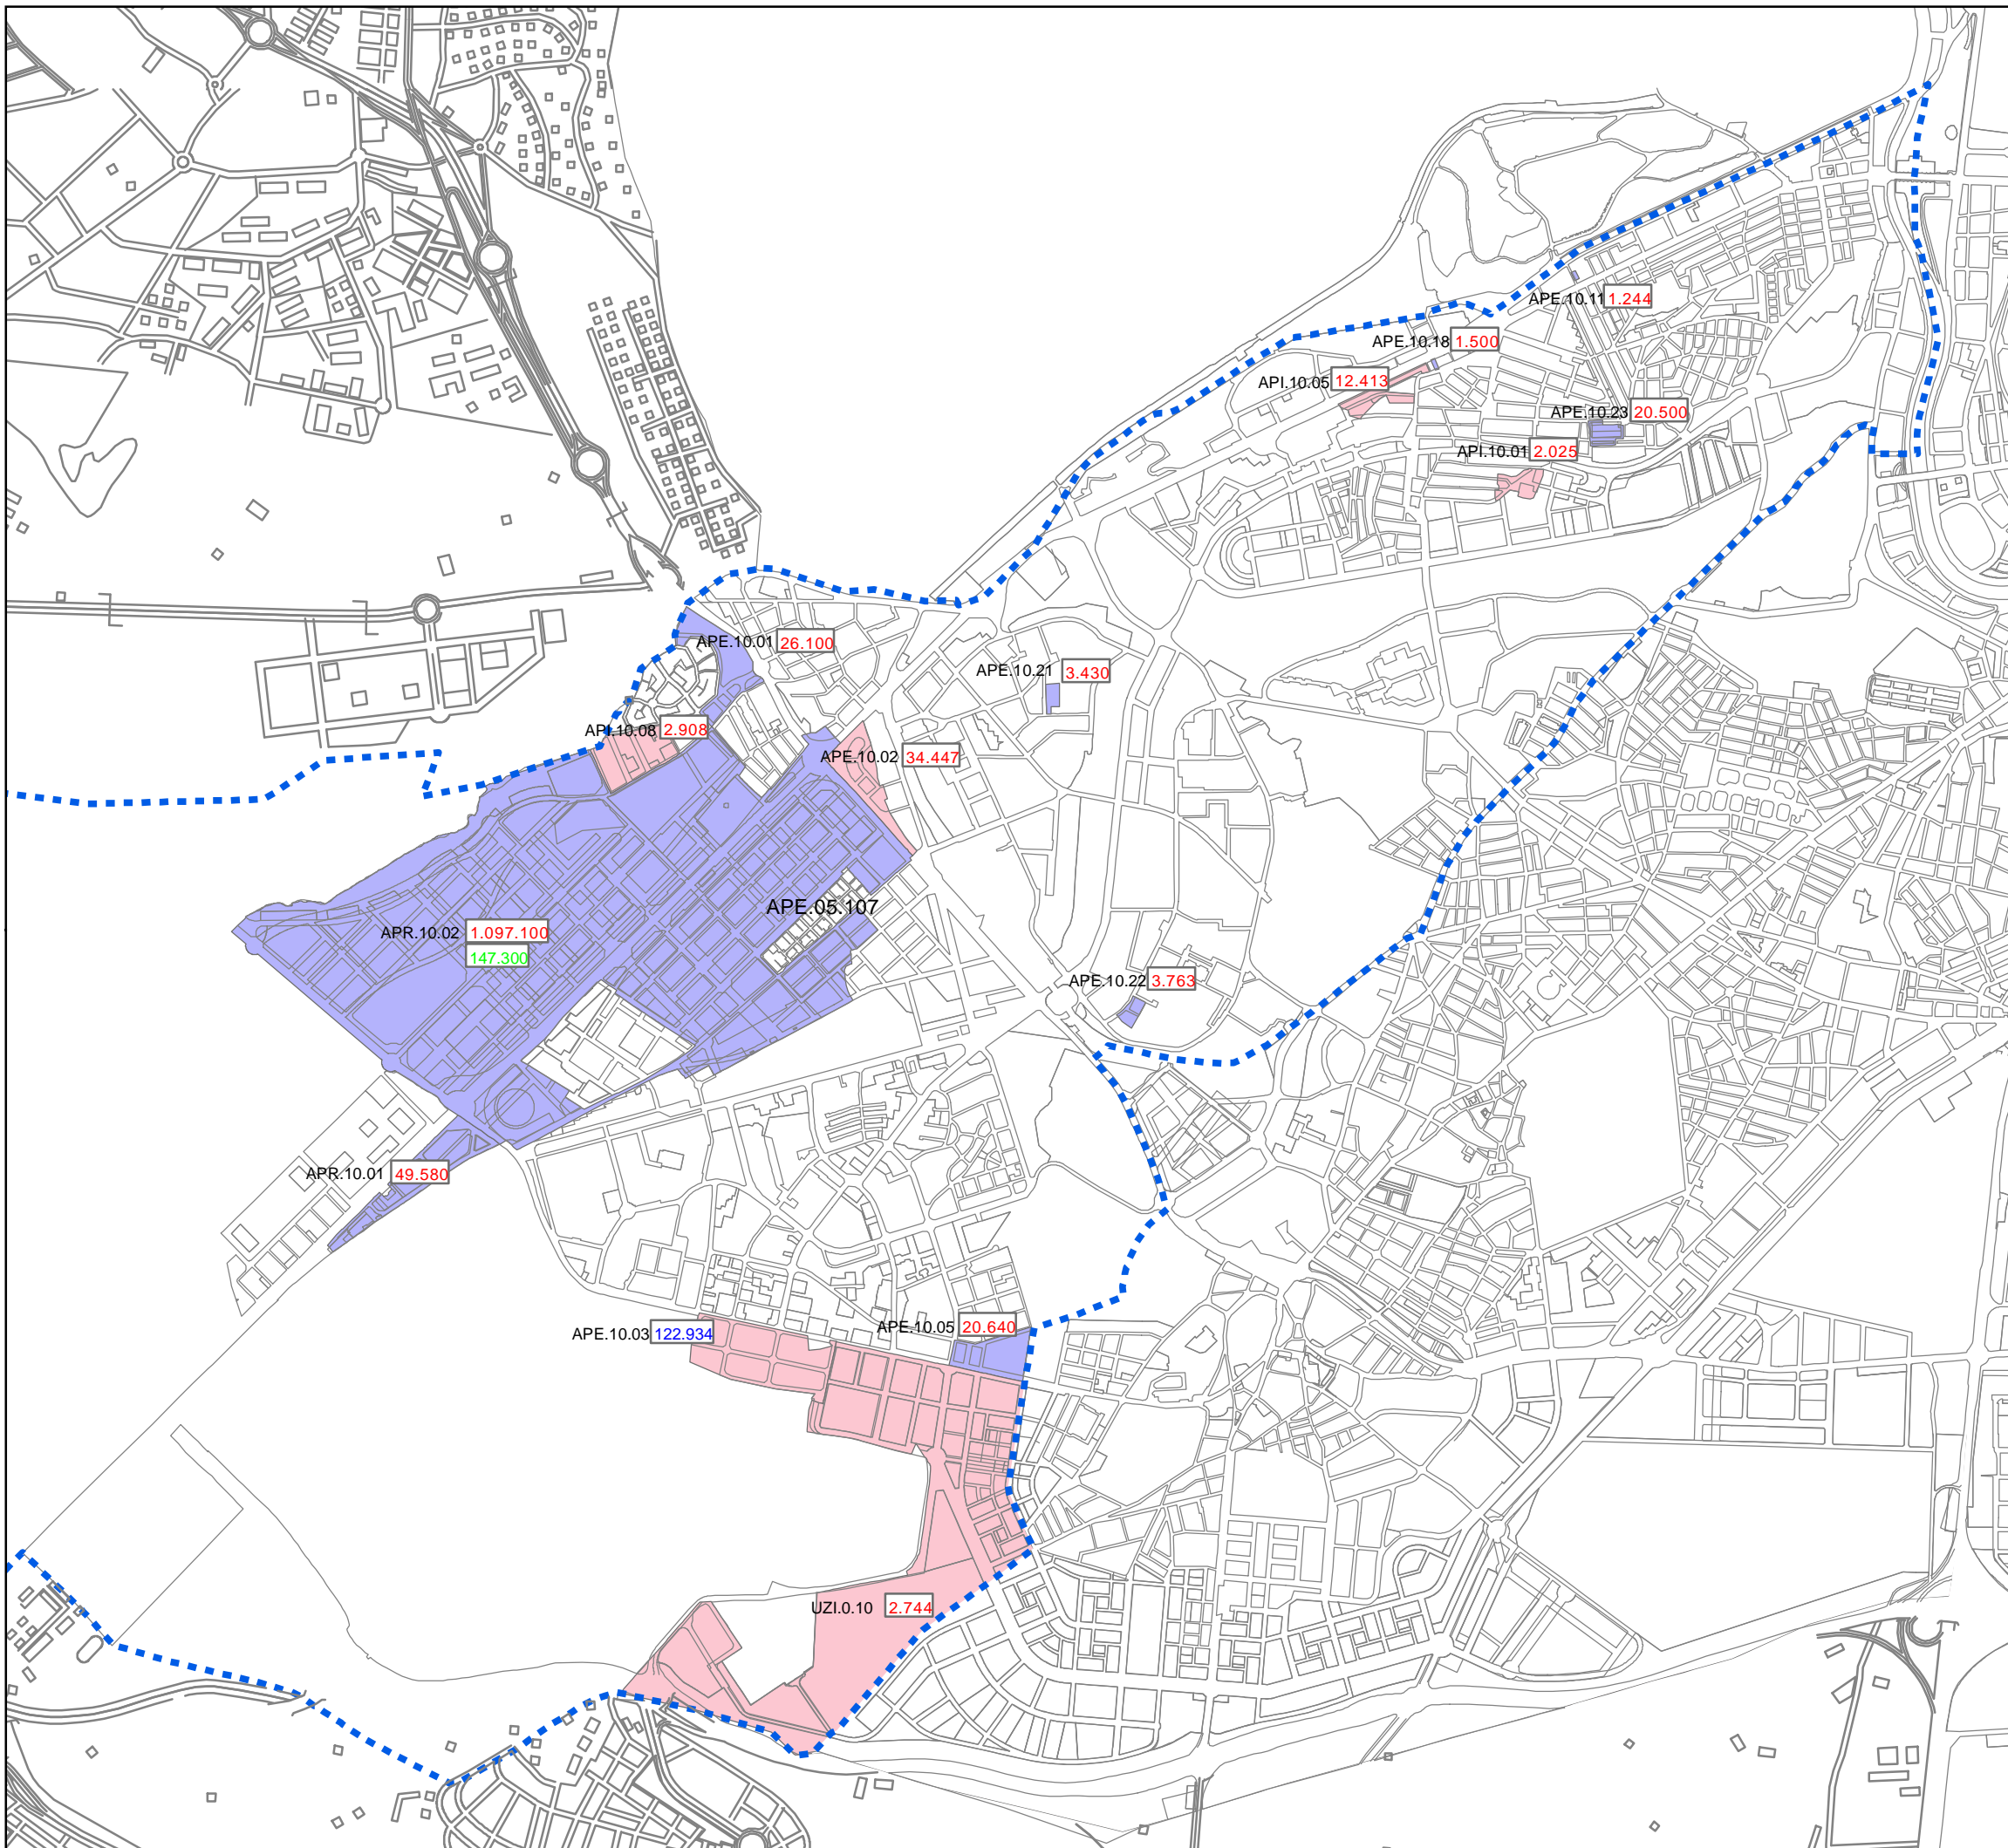 APE.10.11 1.244
APE.10.18 1.500
API.10.05 12.413
APE.10.23 20.500
API.10.01 2.025
APE.10.01 26.100
APE.10.21 3.430
API.10.08 2.908
APE.10.02 34.447
APE.05.107
APR.10.02 1.097.100
147.300
APE.10.22 3.763
APR.10.01 49.580
APE.10.03 122.934
APE.10.05 20.640
UZI.0.10 2.744